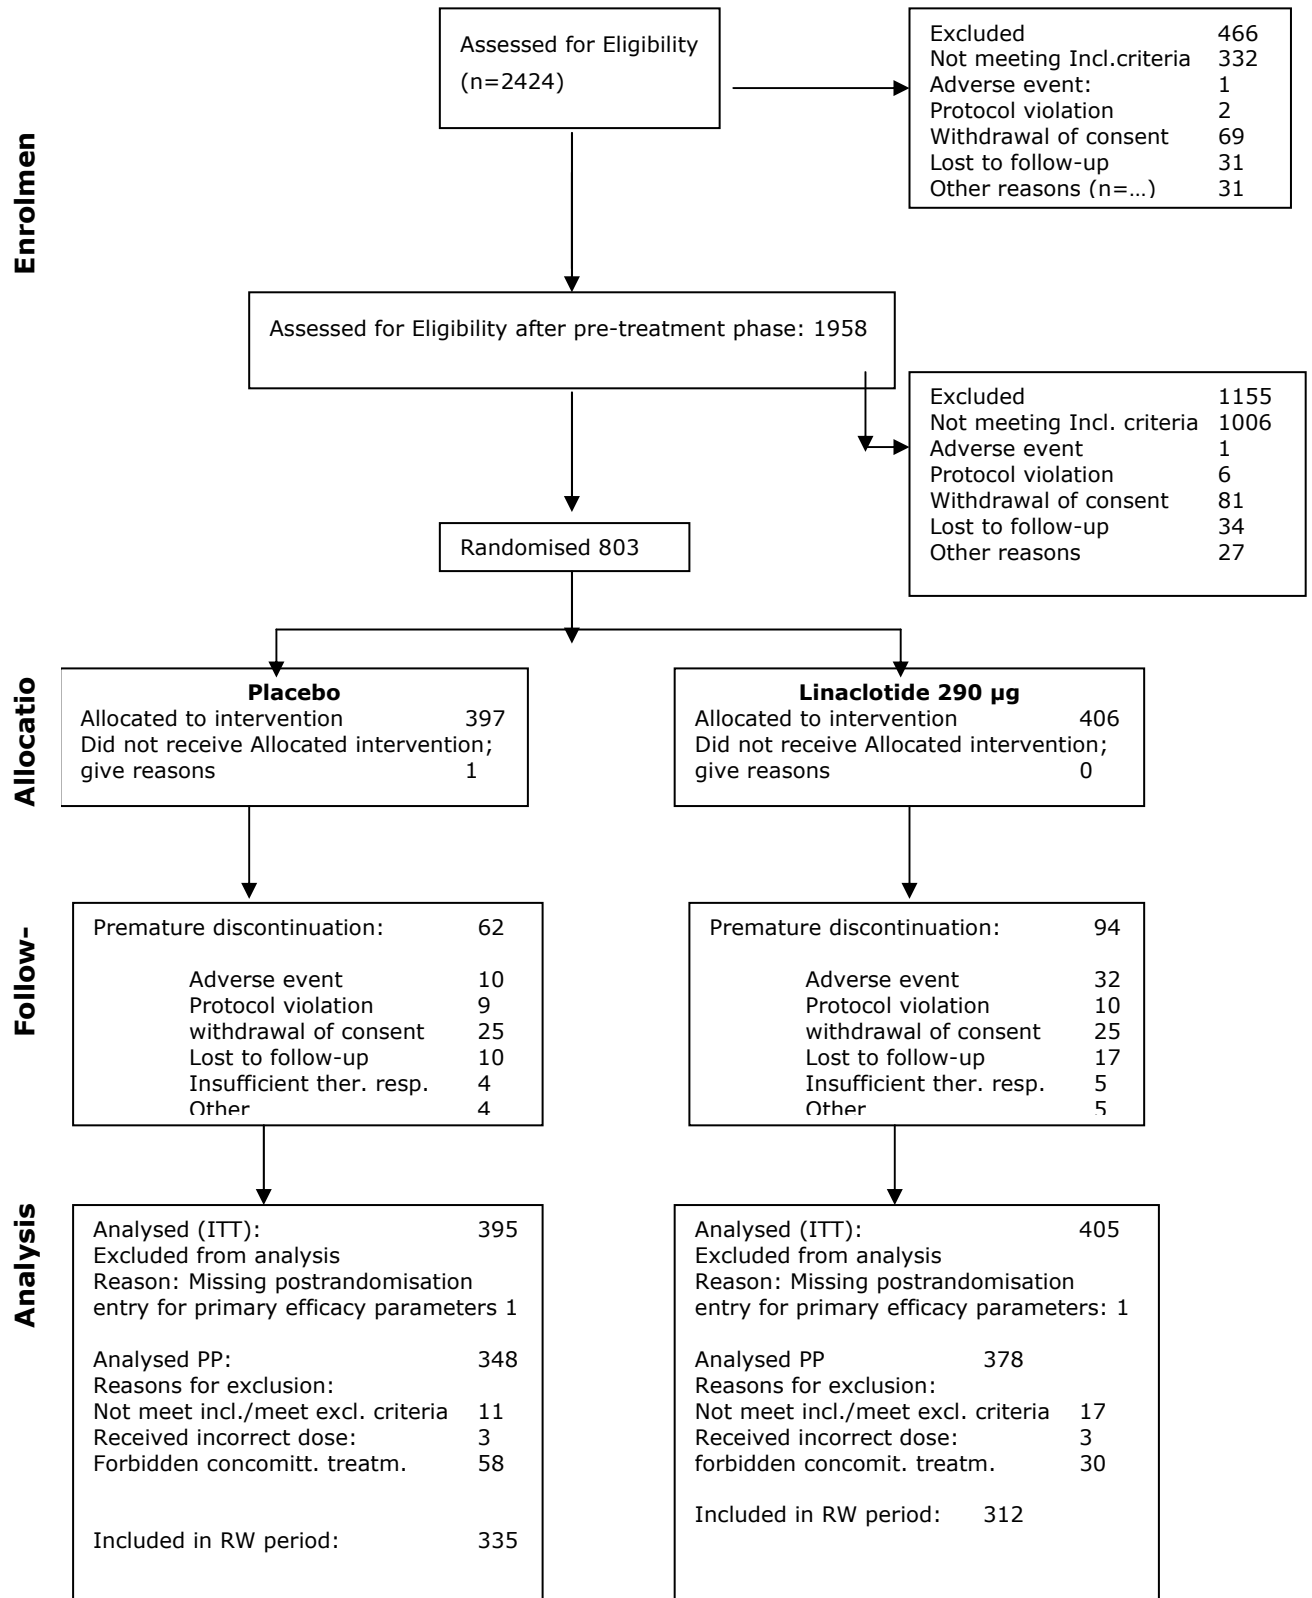 Enrolmen
Assessed for Eligibility
(n=2424)
Excluded 466
Not meeting Incl.criteria 332
Adverse event: 1
Protocol violation 2
Withdrawal of consent 69
Lost to follow-up 31
Other reasons (n=…) 31
Assessed for Eligibility after pre-treatment phase: 1958
Excluded 1155
Not meeting Incl. criteria 1006
Adverse event 1
Protocol violation 6
Withdrawal of consent 81
Lost to follow-up 34
Other reasons 27
Randomised 803
Allocatio
Placebo
Allocated to intervention 397
Did not receive Allocated intervention;
give reasons 1
Linaclotide 290 µg
Allocated to intervention 406
Did not receive Allocated intervention;
give reasons 0
Follow-
Premature discontinuation: 62
Adverse event 10
Protocol violation 9
withdrawal of consent 25
Lost to follow-up 10
Insufficient ther. resp. 4
Other 4
Premature discontinuation: 94
Adverse event 32
Protocol violation 10
withdrawal of consent 25
Lost to follow-up 17
Insufficient ther. resp. 5
Other 5
Analysis
Analysed (ITT): 395
Excluded from analysis
Reason: Missing postrandomisation
entry for primary efficacy parameters 1
Analysed PP: 348
Reasons for exclusion:
Not meet incl./meet excl. criteria 11
Received incorrect dose: 3
Forbidden concomitt. treatm. 58
Included in RW period: 335
Analysed (ITT): 405
Excluded from analysis
Reason: Missing postrandomisation
entry for primary efficacy parameters: 1
Analysed PP 378
Reasons for exclusion:
Not meet incl./meet excl. criteria 17
Received incorrect dose: 3
forbidden concomit. treatm. 30
Included in RW period: 312